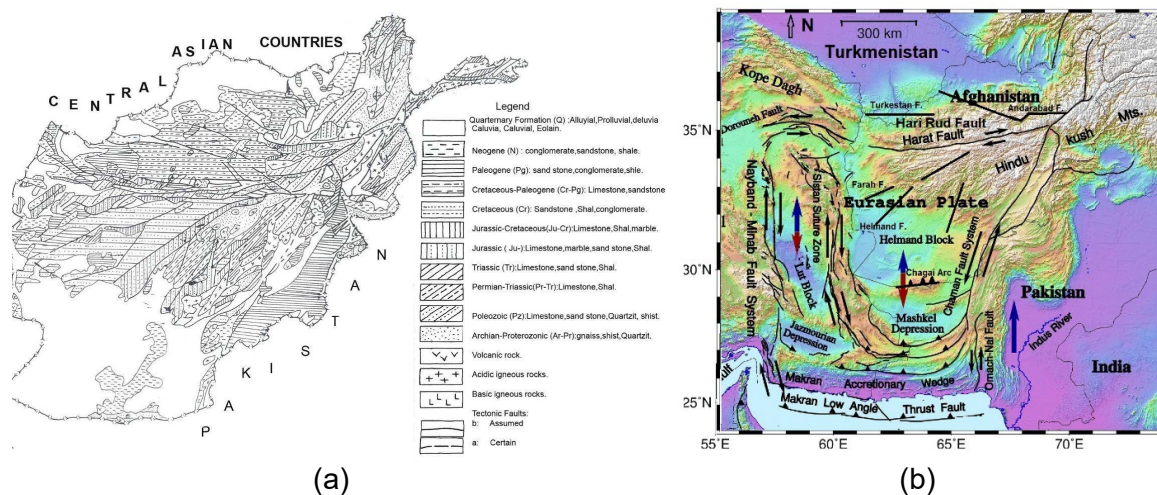 CENTRAL ASIAN COUNTRIES
PAKISTAN
Legend
Quaternary Formation (Q) :Alluyial,Prolluvial,deluvia
Caluvia, Caluvial, Eolain.
Neogene (N) : conglomerate,sandstone, shale.
Paleogene (Pg): sand stone,conglomerate,shle.
Cretaceous-Paleogene (Cr-Pg): Limestone,sandstone
Cretaceous (Cr): Sandstone ,Shal,conglomerate.
Jurassic-Cretaceous(Ju-Cr):Limestone, Shal,marble.
Jurassic ( Ju-):Limestone,marble,sand stone,Shal.
Triassic (Tr):Limestone,sand stone,Shal.
Permian-Triassic(Pr-Tr):Limestone,Shal.
Poleozoic (Pz):Limestone,sand stone,Quartzit, shist.
Archian-Proterozonic (Ar-Pr):gnaiss,shist,Quartzit.
Volcanic rock.
Acidic igneous rocks.
Basic igneous rocks.
Tectonic Faults:
b: Assumed
a: Certain
(a)
N
300 km
Turkmenistan
Kope Dagh
Afghanistan
Turkestan F.
Andarabad F.
Hari Rud Fault
Harat Fault
Dorouneh Fault
Hindu kush Mts.
35°N
Nayband - Minab Fault System
Sistan Suture Zone
Farah F.
Eurasian Plate
Helmand F.
Helmand Block
Lut Block
Chagai Arc
Chaman Fault System
30°N
Mashkel
Depression
Pakistan
Jazmourian
Depression
Ornach-Nal Fault
Indus River
India
Makran Accretionary Wedge
Makran Low Angle Thrust Fault
25°N
55°E
60°E
65°E
70°E
(b)